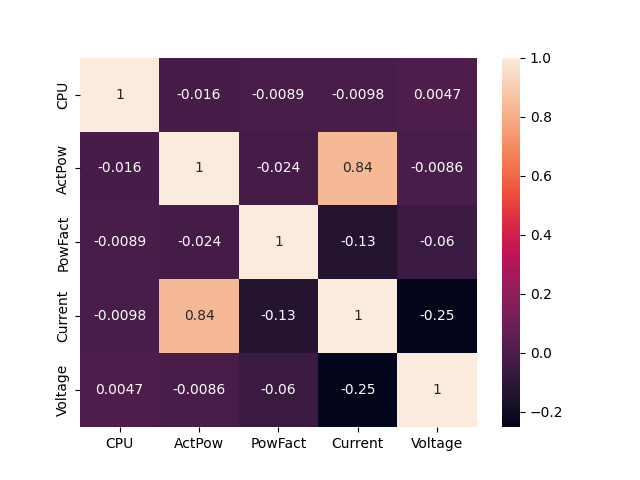 CPU 1 -0.016 -0.0089 -0.0098 0.0047
ActPow -0.016 1 -0.024 0.84 -0.0086
PowFact -0.0089 -0.024 1 -0.13 -0.06
Current -0.0098 0.84 -0.13 1 -0.25
Voltage 0.0047 -0.0086 -0.06 -0.25 1
CPU ActPow PowFact Current Voltage
1.0
0.8
0.6
0.4
0.2
0.0
−0.2